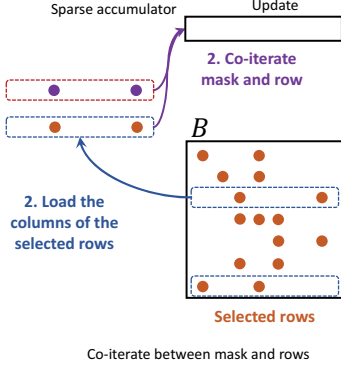 Sparse accumulator
Update
2. Co-iterate
mask and row
B
2. Load the
columns of the
selected rows
Selected rows
Co-iterate between mask and rows